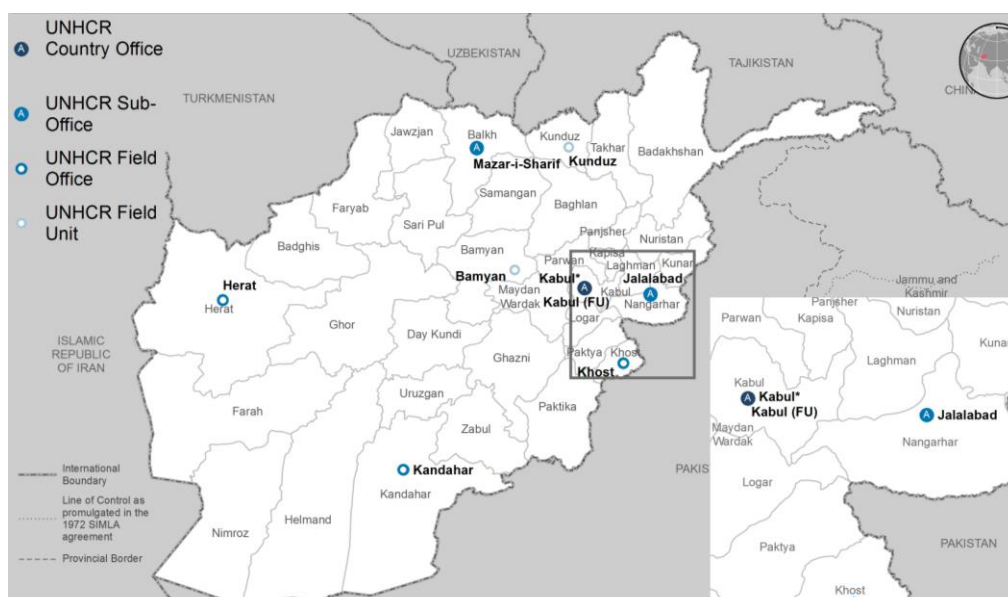 UNHCR
Country Office
UNHCR Sub-
Office
UNHCR Field
Office
UNHCR Field
Unit
International
Boundary
Line of Control as
promulgated in the
1972 SIMLA
agreement
Provincial Border
UZBEKISTAN
TAJIKISTAN
TURKMENISTAN
CHIN
Jawzjan
Balkh
Mazar-i-Sharif
Kunduz
Kunduz
Takhar
Badakhshan
Samangan
Faryab
Sari Pul
Baghlan
Panjsher
Nuristan
Badghis
Bamyan
Bamyan
Parwan
Kapisa
Laghman
Kunar
Kabul*
Kabul (FU)
Kabul
Jalalabad
Nangarhar
Maydan
Wardak
Logar
Herat
Herat
Ghor
Day Kundi
Ghazni
Paktya
Khost
Khost
Jammu and
Kashmir
ISLAMIC
REPUBLIC
OF IRAN
Uruzgan
Paktika
Farah
Zabul
Kandahar
Kandahar
Nimroz
Helmand
PAKI
Parwan
Panjsher
Kapisa
Nuristan
Kuna
Laghman
Kabul
Kabul*
Kabul (FU)
Jalalabad
Maydan
Wardak
Nangarhar
Logar
Paktya
PAKISTAN
Khost